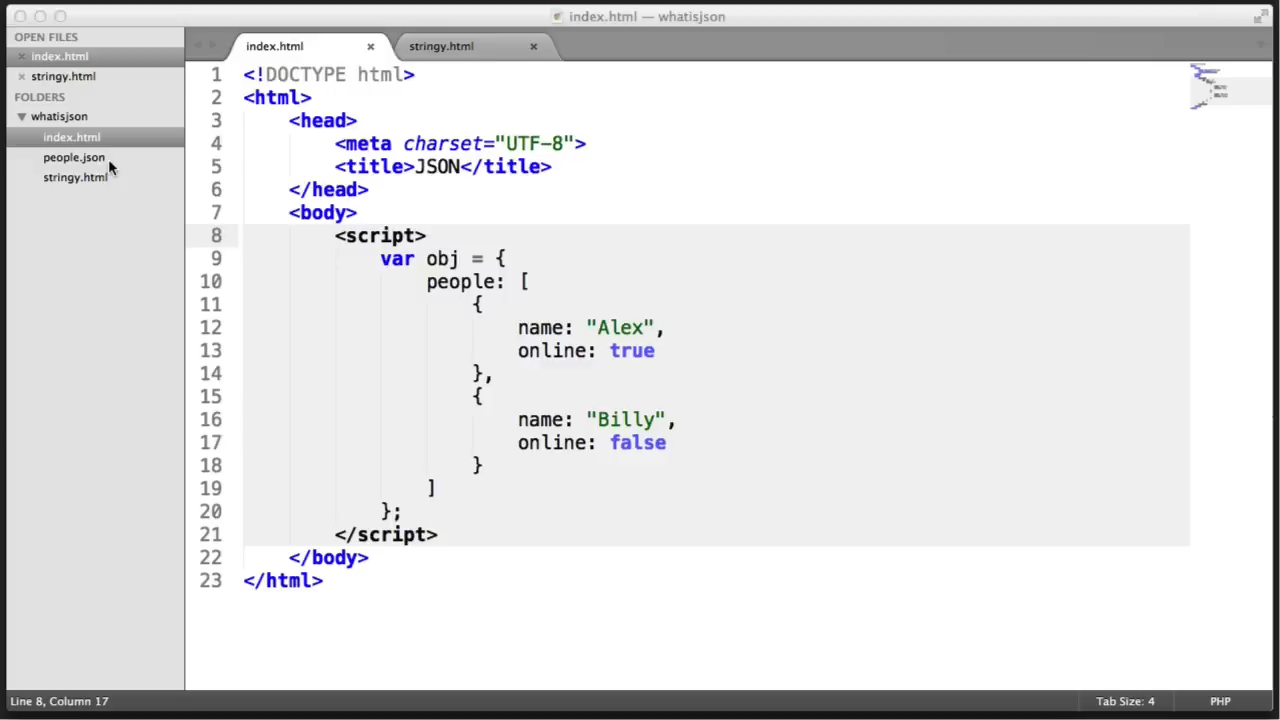 index.html — whatisjson
OPEN FILES
index.html
stringy.html
FOLDERS
whatisjson
index.html
people.json
stringy.html
index.html
stringy.html
1 <!DOCTYPE html>
2 <html>
3 <head>
4 <meta charset="UTF-8">
5 <title>JSON</title>
6 </head>
7 <body>
8 <script>
9 var obj = {
10 people: [
11 {
12 name: "Alex",
13 online: true
14 },
15 {
16 name: "Billy",
17 online: false
18 }
19 ]
20 };
21 </script>
22 </body>
23 </html>
Line 8, Column 17
Tab Size: 4
PHP